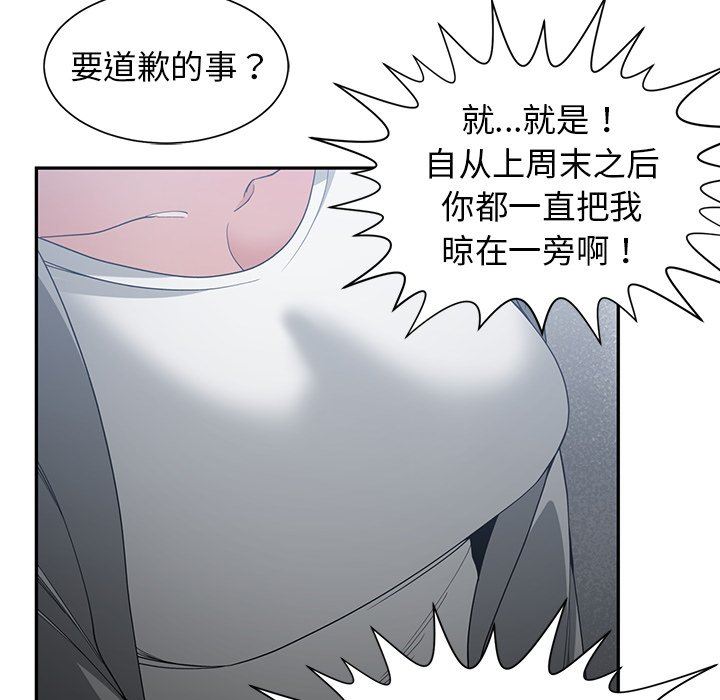 要道歉的事？
就...就是！
自从上周末之后
你都一直把我
晾在一旁啊！